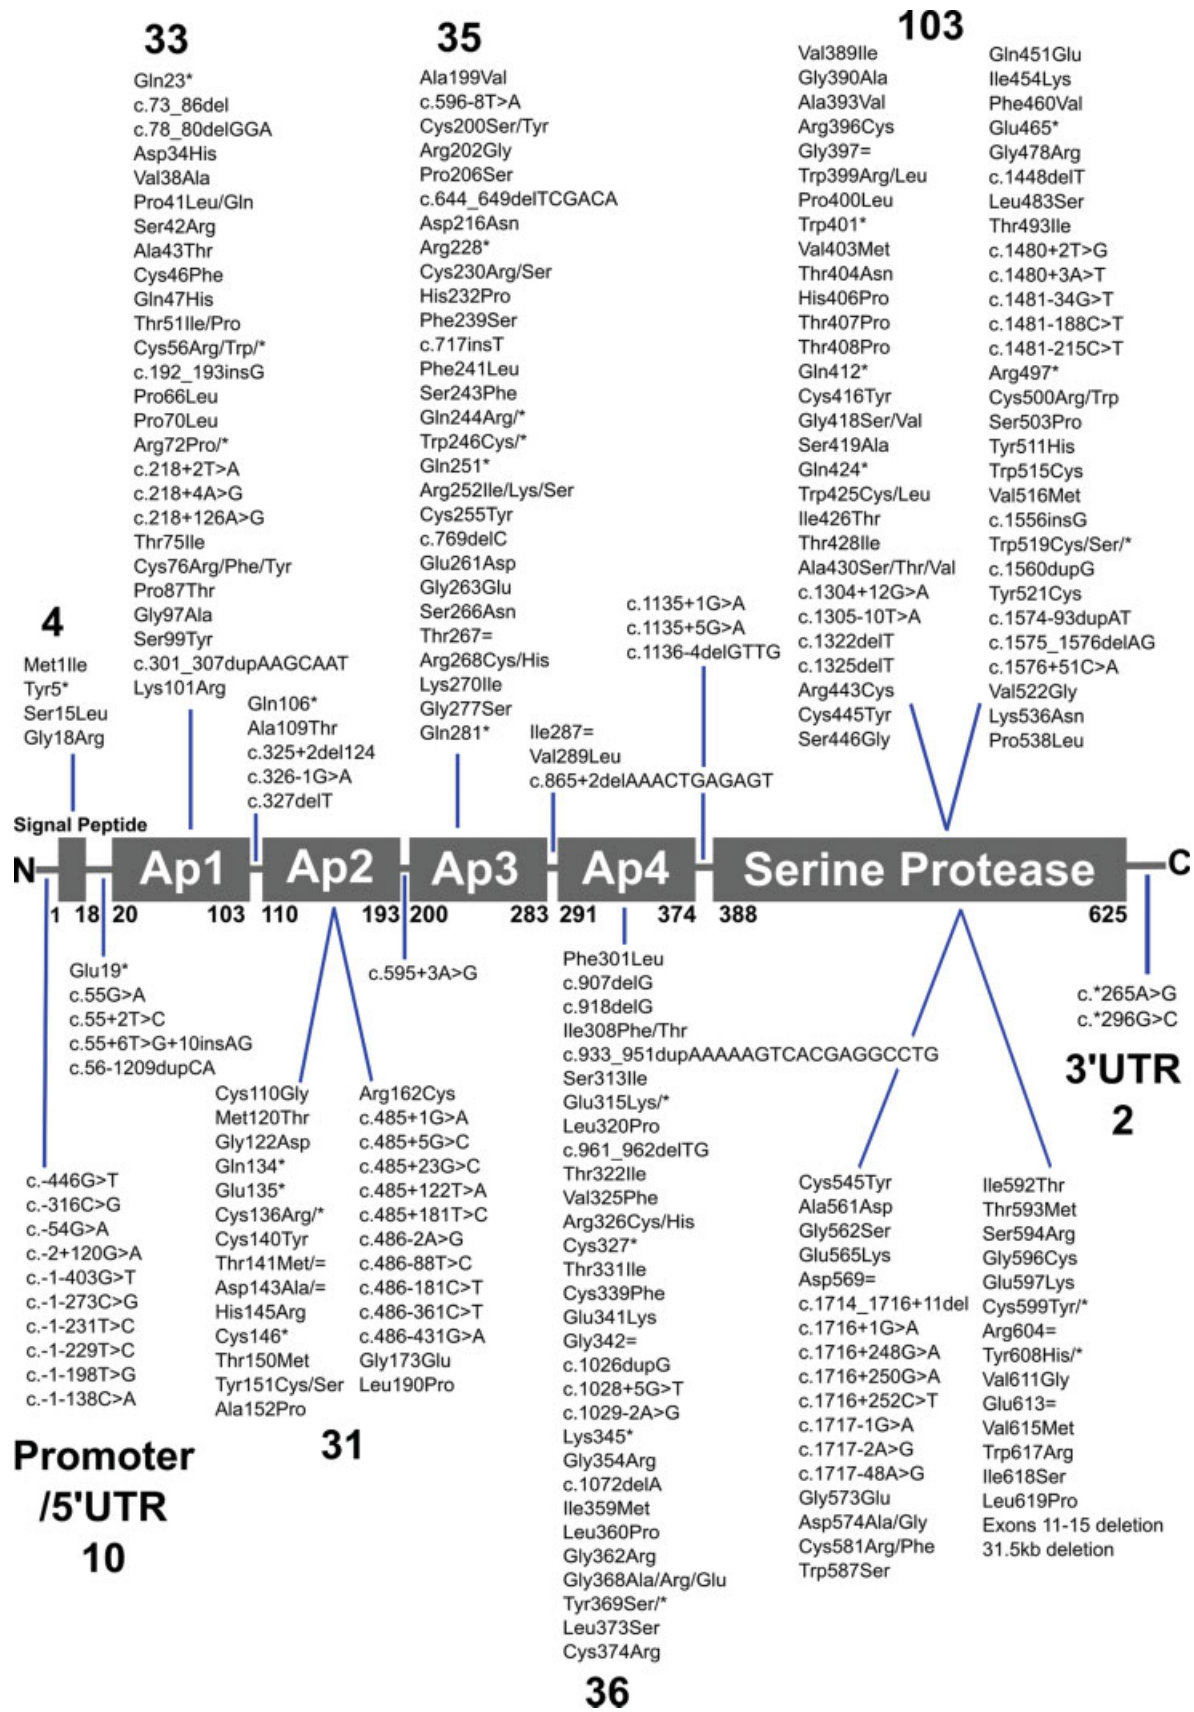 33
Gln23*
c.73_86del
c.78_80delGGA
Asp34His
Val38Ala
Pro41Leu/Gln
Ser42Arg
Ala43Thr
Cys46Phe
Gln47His
Thr51Ile/Pro
Cys56Arg/Trp/*
c.192_193insG
Pro66Leu
Pro70Leu
Arg72Pro/*
c.218+2T>A
c.218+4A>G
c.218+126A>G
Thr75Ile
Cys76Arg/Phe/Tyr
Pro87Thr
Gly97Ala
Ser99Tyr
c.301_307dupAAGCAAT
Lys101Arg
35
Ala199Val
c.596-8T>A
Cys200Ser/Tyr
Arg202Gly
Pro206Ser
c.644_649delTCGACA
Asp216Asn
Arg228*
Cys230Arg/Ser
His232Pro
Phe239Ser
c.717insT
Phe241Leu
Ser243Phe
Gln244Arg/*
Trp246Cys/*
Gln251*
Arg252Ile/Lys/Ser
Cys255Tyr
c.769delC
Glu261Asp
Gly263Glu
Ser266Asn
Thr267=
Arg268Cys/His
Lys270Ile
Gly277Ser
Gln281*
103
Val389Ile
Gly390Ala
Ala393Val
Arg396Cys
Gly397=
Trp399Arg/Leu
Pro400Leu
Trp401*
Val403Met
Thr404Asn
His406Pro
Thr407Pro
Thr408Pro
Gln412*
Cys416Tyr
Gly418Ser/Val
Ser419Ala
Gln424*
Trp425Cys/Leu
Ile426Thr
Thr428Ile
Ala430Ser/Thr/Val
c.1304+12G>A
c.1305-10T>A
c.1322delT
c.1325delT
Arg443Cys
Cys445Tyr
Ser446Gly
Gln451Glu
Ile454Lys
Phe460Val
Glu465*
Gly478Arg
c.1448delT
Leu483Ser
Thr493Ile
c.1480+2T>G
c.1480+3A>T
c.1481-34G>T
c.1481-188C>T
c.1481-215C>T
Arg497*
Cys500Arg/Trp
Ser503Pro
Tyr511His
Trp515Cys
Val516Met
c.1556insG
Trp519Cys/Ser/*
c.1560dupG
Tyr521Cys
c.1574-93dupAT
c.1575_1576delAG
c.1576+51C>A
Val522Gly
Lys536Asn
Pro538Leu
4
Met1Ile
Tyr5*
Ser15Leu
Gly18Arg
Gln106*
Ala109Thr
c.325+2del124
c.326-1G>A
c.327delT
Ile287=
Val289Leu
c.865+2delAAACTGAGAGT
c.1135+1G>A
c.1135+5G>A
c.1136-4delGTTG
Signal Peptide
N Ap1 Ap2 Ap3 Ap4 Serine Protease C
1 18 20 103 110 193 200 283 291 374 388 625
Glu19*
c.55G>A
c.55+2T>C
c.55+6T>G+10insAG
c.56-1209dupCA
c.595+3A>G
c.-446G>T
c.-316C>G
c.-54G>A
c.-2+120G>A
c.-1-403G>T
c.-1-273C>G
c.-1-231T>C
c.-1-229T>C
c.-1-198T>G
c.-1-138C>A
Promoter
/5'UTR
10
Cys110Gly
Met120Thr
Gly122Asp
Gln134*
Glu135*
Cys136Arg/*
Cys140Tyr
Thr141Met/=
Asp143Ala/=
His145Arg
Cys146*
Thr150Met
Tyr151Cys/Ser
Ala152Pro
Arg162Cys
c.485+1G>A
c.485+5G>C
c.485+23G>C
c.485+122T>A
c.485+181T>C
c.486-2A>G
c.486-88T>C
c.486-181C>T
c.486-361C>T
c.486-431G>A
Gly173Glu
Leu190Pro
31
Phe301Leu
c.907delG
c.918delG
Ile308Phe/Thr
c.933_951dupAAAAAGTCACGAGGCCTG
Ser313Ile
Glu315Lys/*
Leu320Pro
c.961_962delTG
Thr322Ile
Val325Phe
Arg326Cys/His
Cys327*
Thr331Ile
Cys339Phe
Glu341Lys
Gly342=
c.1026dupG
c.1028+5G>T
c.1029-2A>G
Lys345*
Gly354Arg
c.1072delA
Ile359Met
Leu360Pro
Gly362Arg
Gly368Ala/Arg/Glu
Tyr369Ser/*
Leu373Ser
Cys374Arg
36
Cys545Tyr
Ala561Asp
Gly562Ser
Glu565Lys
Asp569=
c.1714_1716+11del
c.1716+1G>A
c.1716+248G>A
c.1716+250G>A
c.1716+252C>T
c.1717-1G>A
c.1717-2A>G
c.1717-48A>G
Gly573Glu
Asp574Ala/Gly
Cys581Arg/Phe
Trp587Ser
Ile592Thr
Thr593Met
Ser594Arg
Gly596Cys
Glu597Lys
Cys599Tyr/*
Arg604=
Tyr608His/*
Val611Gly
Glu613=
Val615Met
Trp617Arg
Ile618Ser
Leu619Pro
Exons 11-15 deletion
31.5kb deletion
c.*265A>G
c.*296G>C
3'UTR
2